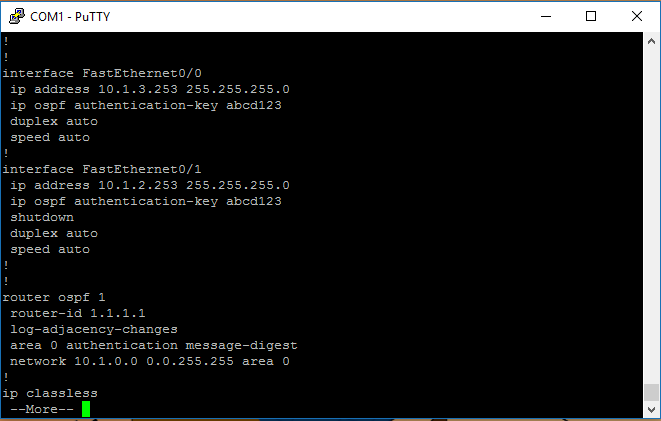 COM1 - PuTTY
!
!
interface FastEthernet0/0
 ip address 10.1.3.253 255.255.255.0
 ip ospf authentication-key abcd123
 duplex auto
 speed auto
!
interface FastEthernet0/1
 ip address 10.1.2.253 255.255.255.0
 ip ospf authentication-key abcd123
 shutdown
 duplex auto
 speed auto
!
!
router ospf 1
 router-id 1.1.1.1
 log-adjacency-changes
 area 0 authentication message-digest
 network 10.1.0.0 0.0.255.255 area 0
!
ip classless
 --More--